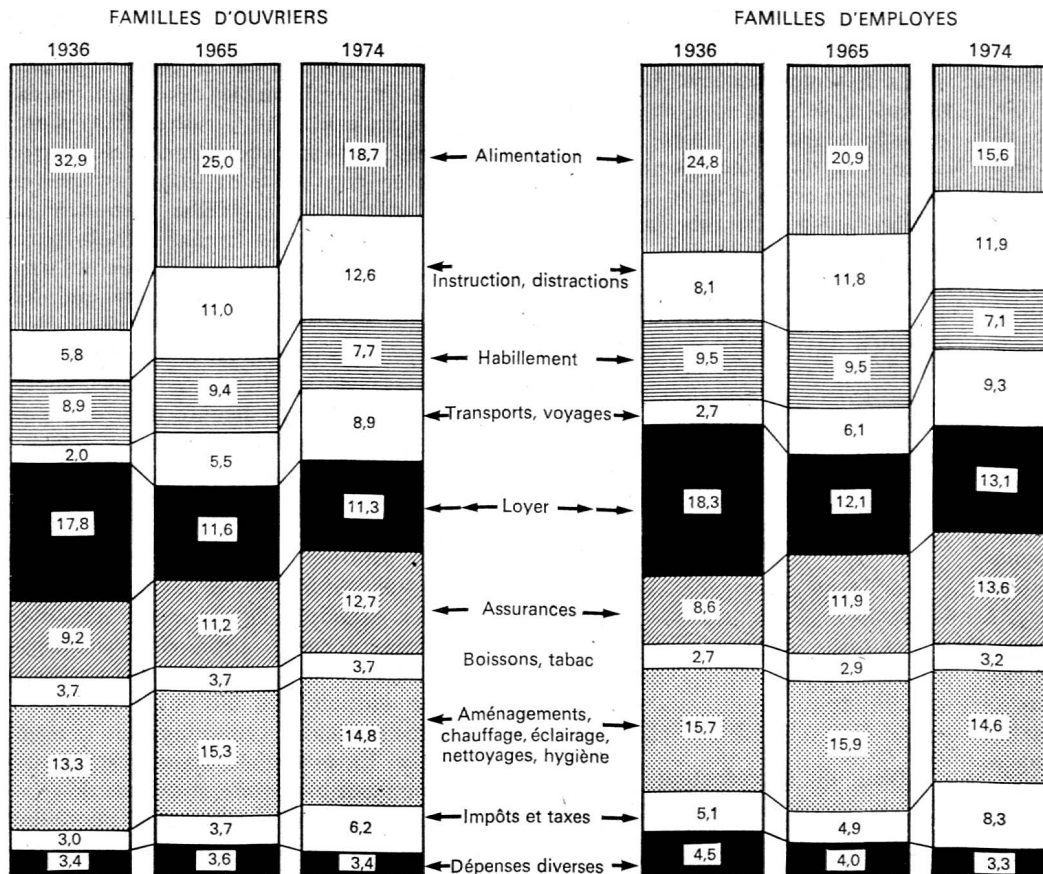 FAMILLES D'OUVRIERS
1936 1965 1974
32,9 25,0 18,7
5,8 11,0 12,6
8,9 9,4 7,7
2,0 5,5 8,9
17,8 11,6 11,3
9,2 11,2 12,7
3,7 3,7 3,7
13,3 15,3 14,8
3,0 3,7 6,2
3,4 3,6 3,4
Alimentation
Instruction, distractions
Habillement
Transports, voyages
Loyer
Assurances
Boissons, tabac
Aménagements,
chauffage, éclairage,
nettoyages, hygiène
Impôts et taxes
Dépenses diverses
FAMILLES D'EMPLOYES
1936 1965 1974
24,8 20,9 15,6
8,1 11,8 11,9
9,5 9,5 7,1
2,7 6,1 9,3
18,3 12,1 13,1
8,6 11,9 13,6
2,7 2,9 3,2
15,7 15,9 14,6
5,1 4,9 8,3
4,5 4,0 3,3